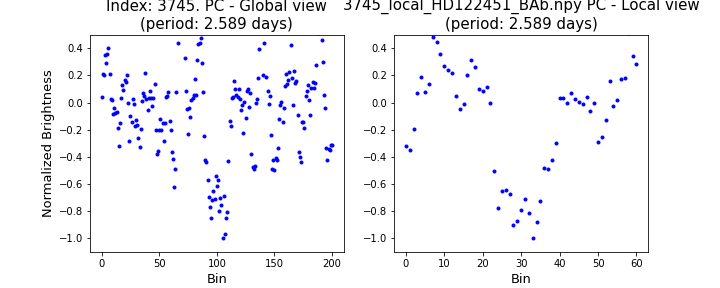 Index: 3745. PC - Global view
(period: 2.589 days)
3745_local_HD122451_BAb.npy PC - Local view
(period: 2.589 days)
Normalized Brightness
0.4
0.2
0.0
−0.2
−0.4
−0.6
−0.8
−1.0
0 50 100 150 200
Bin
0.4
0.2
0.0
−0.2
−0.4
−0.6
−0.8
−1.0
0 10 20 30 40 50 60
Bin